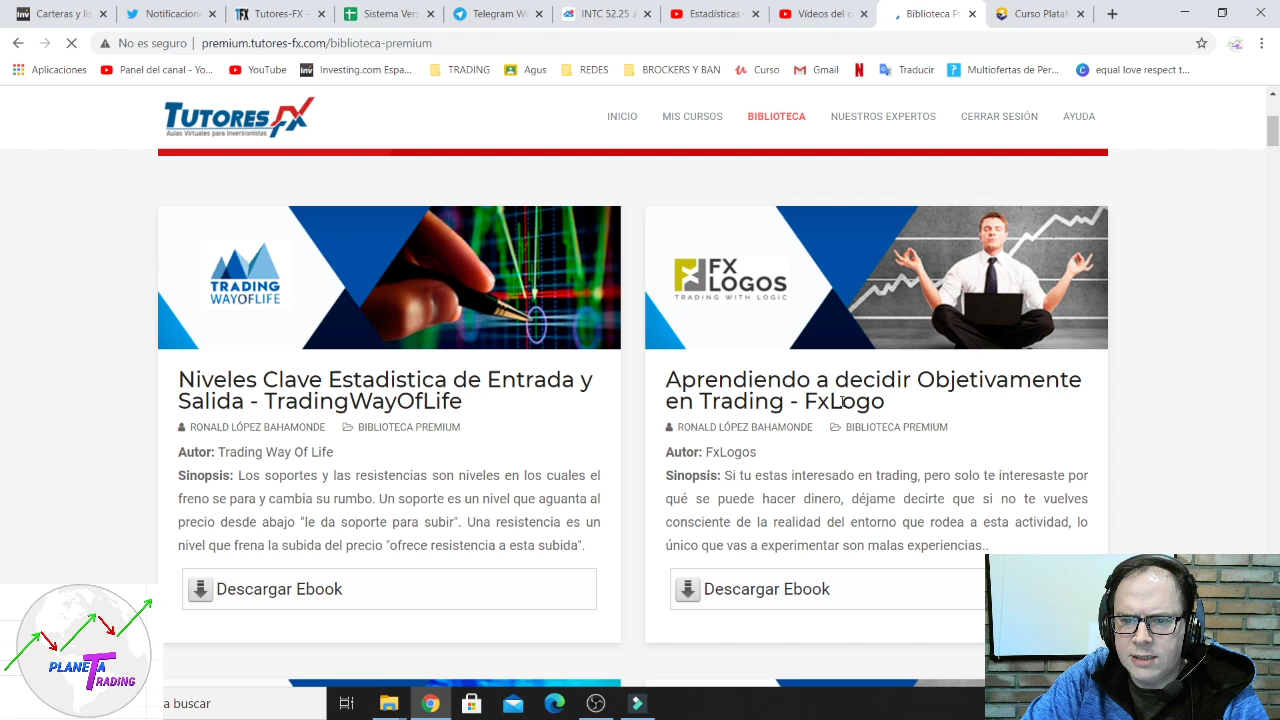 Carteras y lis
Notificaciones
Tutores-FX -
Sistema Vers
Telegram We
INTC 52.25
Estadísticas d
Vídeos del ca
Biblioteca Pr
Curso Plataf
No es seguro | premium.tutores-fx.com/biblioteca-premium
Aplicaciones
Panel del canal - Yo...
YouTube
Investing.com Espa...
TRADING
Agus
REDES
BROCKERS Y BAN
Curso
Gmail
Traducir
Multiofertas de Per...
equal love respect t...
TUTORES FX
Aulas Virtuales para Inversionistas
INICIO
MIS CURSOS
BIBLIOTECA
NUESTROS EXPERTOS
CERRAR SESIÓN
AYUDA
TRADING
WAYOFLIFE
Niveles Clave Estadistica de Entrada y
Salida - TradingWayOfLife
RONALD LÓPEZ BAHAMONDE BIBLIOTECA PREMIUM
Autor: Trading Way Of Life
Sinopsis: Los soportes y las resistencias son niveles en los cuales el
freno se para y cambia su rumbo. Un soporte es un nivel que aguanta al
precio desde abajo "le da soporte para subir". Una resistencia es un
nivel que frena la subida del precio "ofrece resistencia a esta subida".
Descargar Ebook
FX
LOGOS
TRADING WITH LOGIC
Aprendiendo a decidir Objetivamente
en Trading - FxLogo
RONALD LÓPEZ BAHAMONDE BIBLIOTECA PREMIUM
Autor: FxLogos
Sinopsis: Si tu estas interesado en trading, pero solo te interesaste por
qué se puede hacer dinero, déjame decirte que si no te vuelves
consciente de la realidad del entorno que rodea a esta actividad, lo
único que vas a experimentar son malas experiencias..
Descargar Ebook
PLANETA
TRADING
a buscar